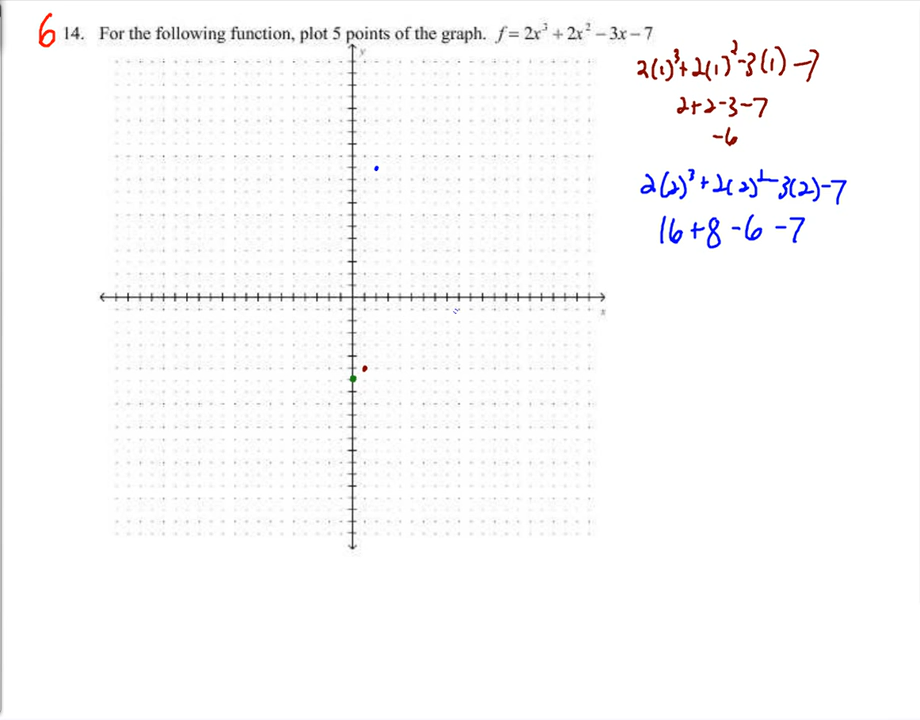 6 14. For the following function, plot 5 points of the graph. f = 2x³ + 2x² – 3x – 7
y
2(1)³+2(1)²-3(1)-7
2+2-3-7
-6
2(2)³+2(2)²-3(2)-7
16+8-6-7
x